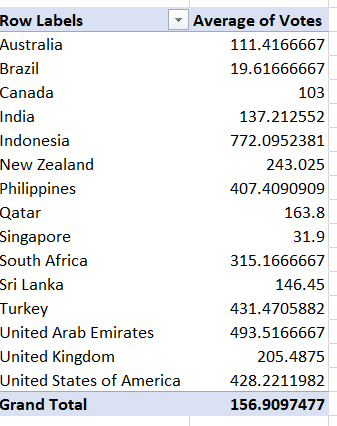 Row Labels Average of Votes
Australia 111.4166667
Brazil 19.61666667
Canada 103
India 137.212552
Indonesia 772.0952381
New Zealand 243.025
Philippines 407.4090909
Qatar 163.8
Singapore 31.9
South Africa 315.1666667
Sri Lanka 146.45
Turkey 431.4705882
United Arab Emirates 493.5166667
United Kingdom 205.4875
United States of America 428.2211982
Grand Total 156.9097477